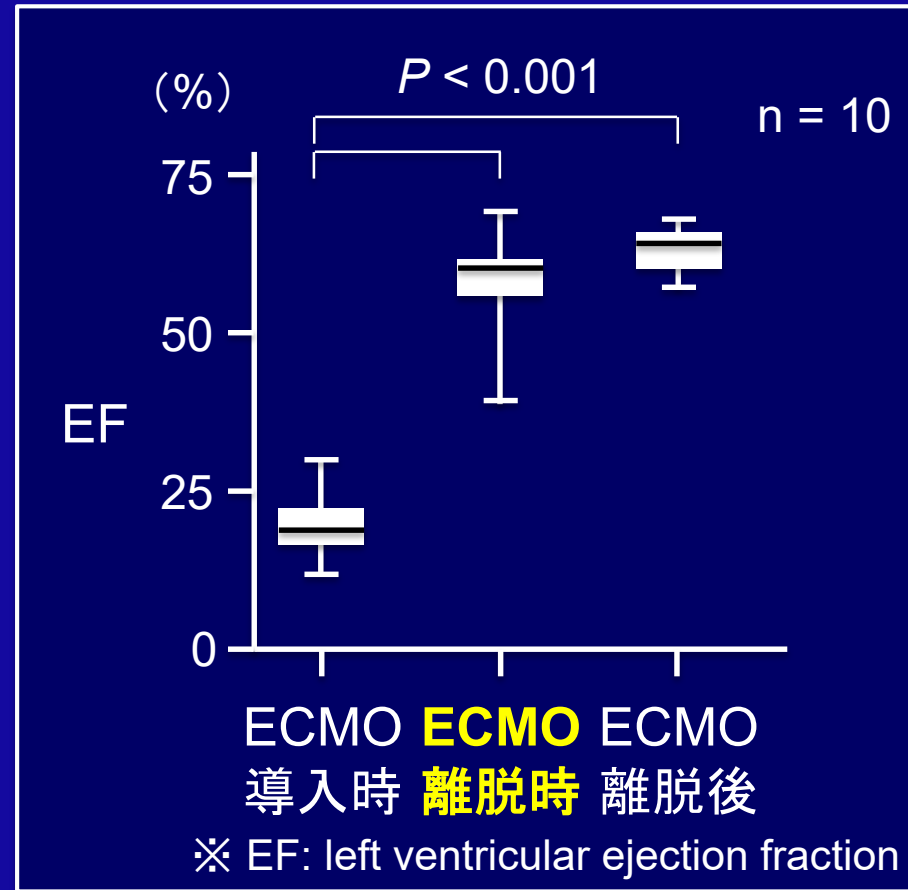 （%）
P < 0.001
n = 10
75
50
25
0
EF
ECMO ECMO ECMO
導入時 離脱時 離脱後
※ EF: left ventricular ejection fraction